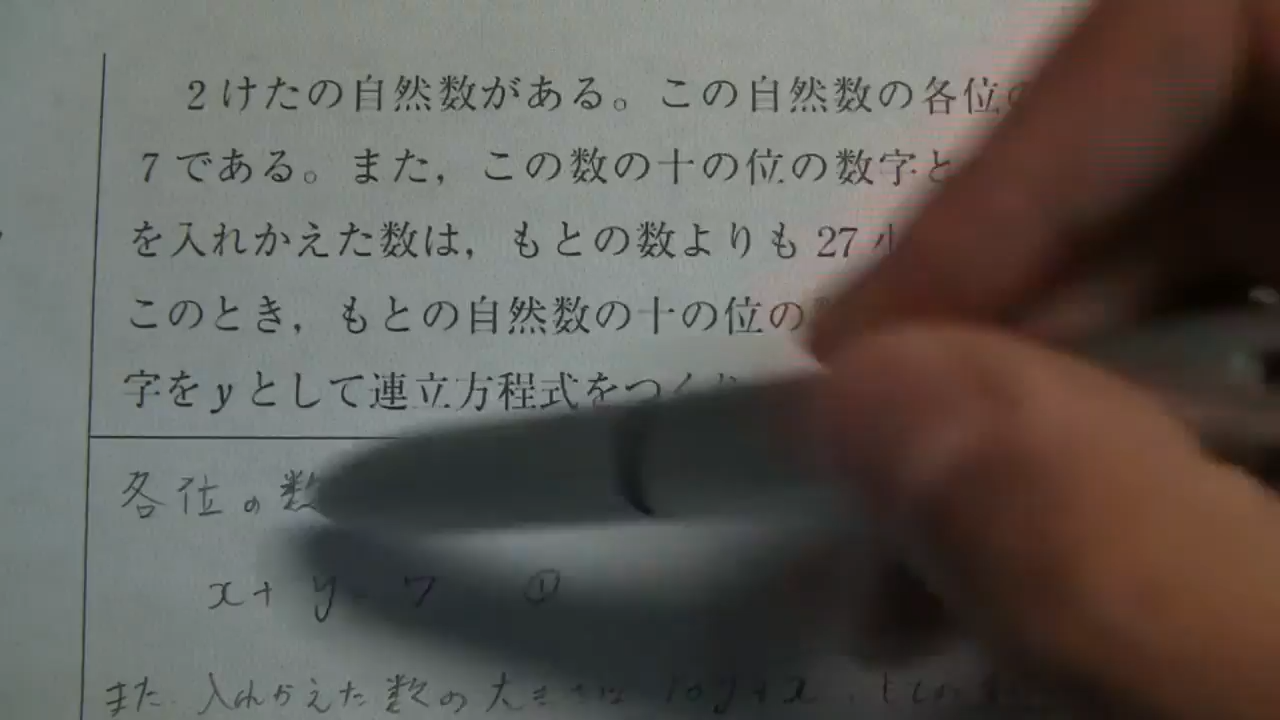 2けたの自然数がある。この自然数の各位の
7である。また，この数の十の位の数字と
を入れかえた数は，もとの数よりも27小
このとき，もとの自然数の十の位の
字をyとして連立方程式をつく
各位の数
x+y=7 ①
また、入れかえた数の大きさは 10y+x